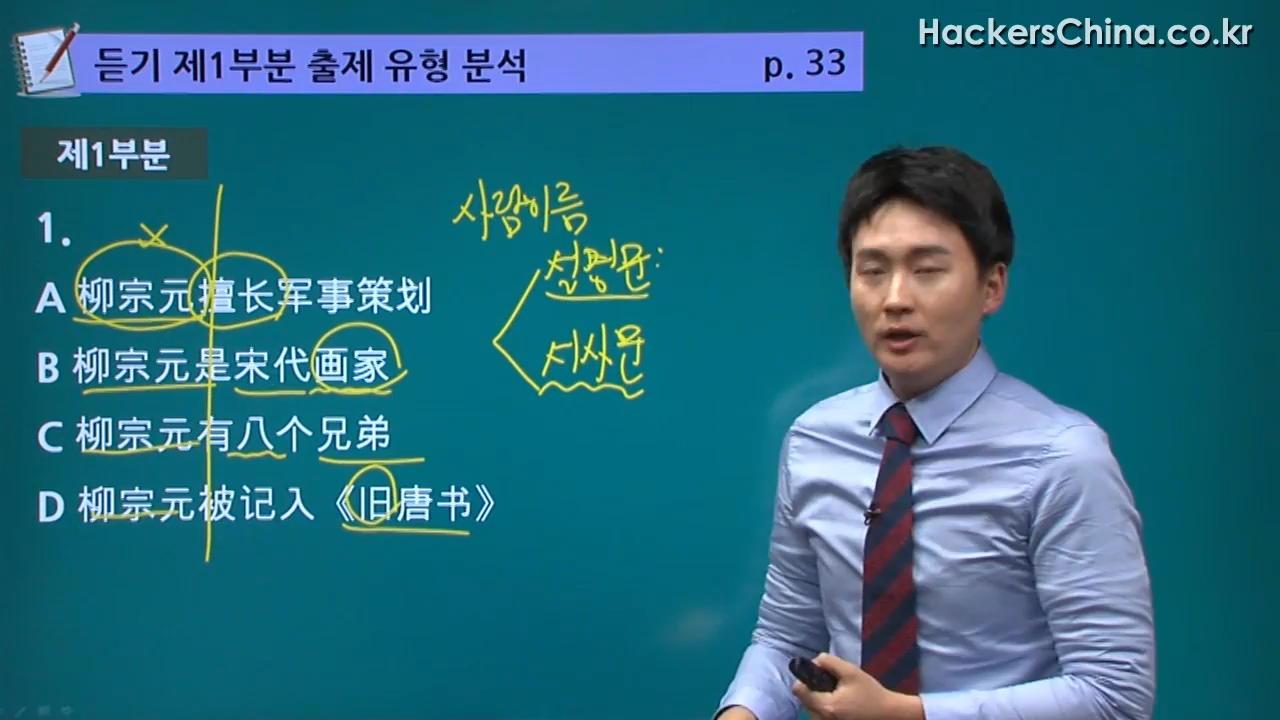 HackersChina.co.kr
듣기 제1부분 출제 유형 분석 p. 33
제1부분
1.
A 柳宗元擅长军事策划
B 柳宗元是宋代画家
C 柳宗元有八个兄弟
D 柳宗元被记入《旧唐书》
사람이름
설명문:
서사문